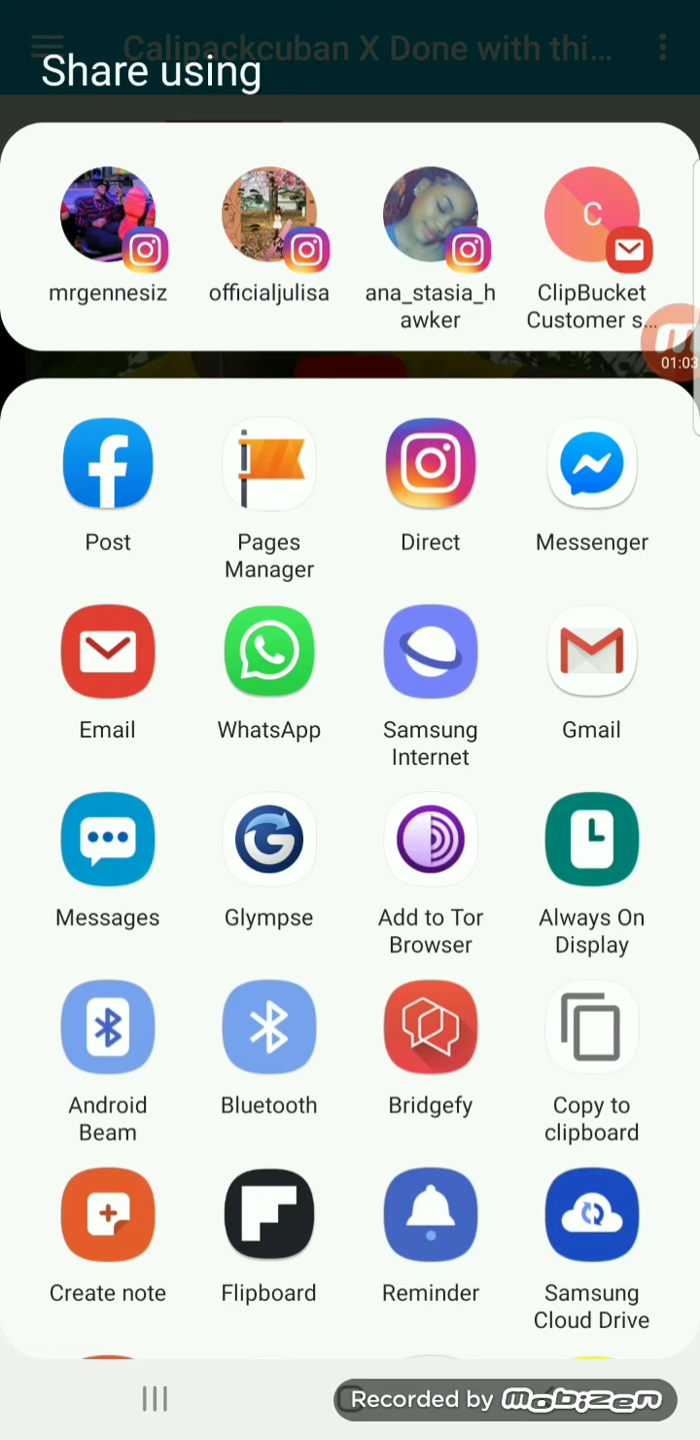 Calipackcuban X Done with thi...
Share using
mrgennesiz
officialjulisa
ana_stasia_h
awker
C
ClipBucket
Customer s...
01:03
Post
Pages
Manager
Direct
Messenger
Email
WhatsApp
Samsung
Internet
Gmail
Messages
Glympse
Add to Tor
Browser
Always On
Display
Android
Beam
Bluetooth
Bridgefy
Copy to
clipboard
Create note
Flipboard
Reminder
Samsung
Cloud Drive
Recorded by mobizen